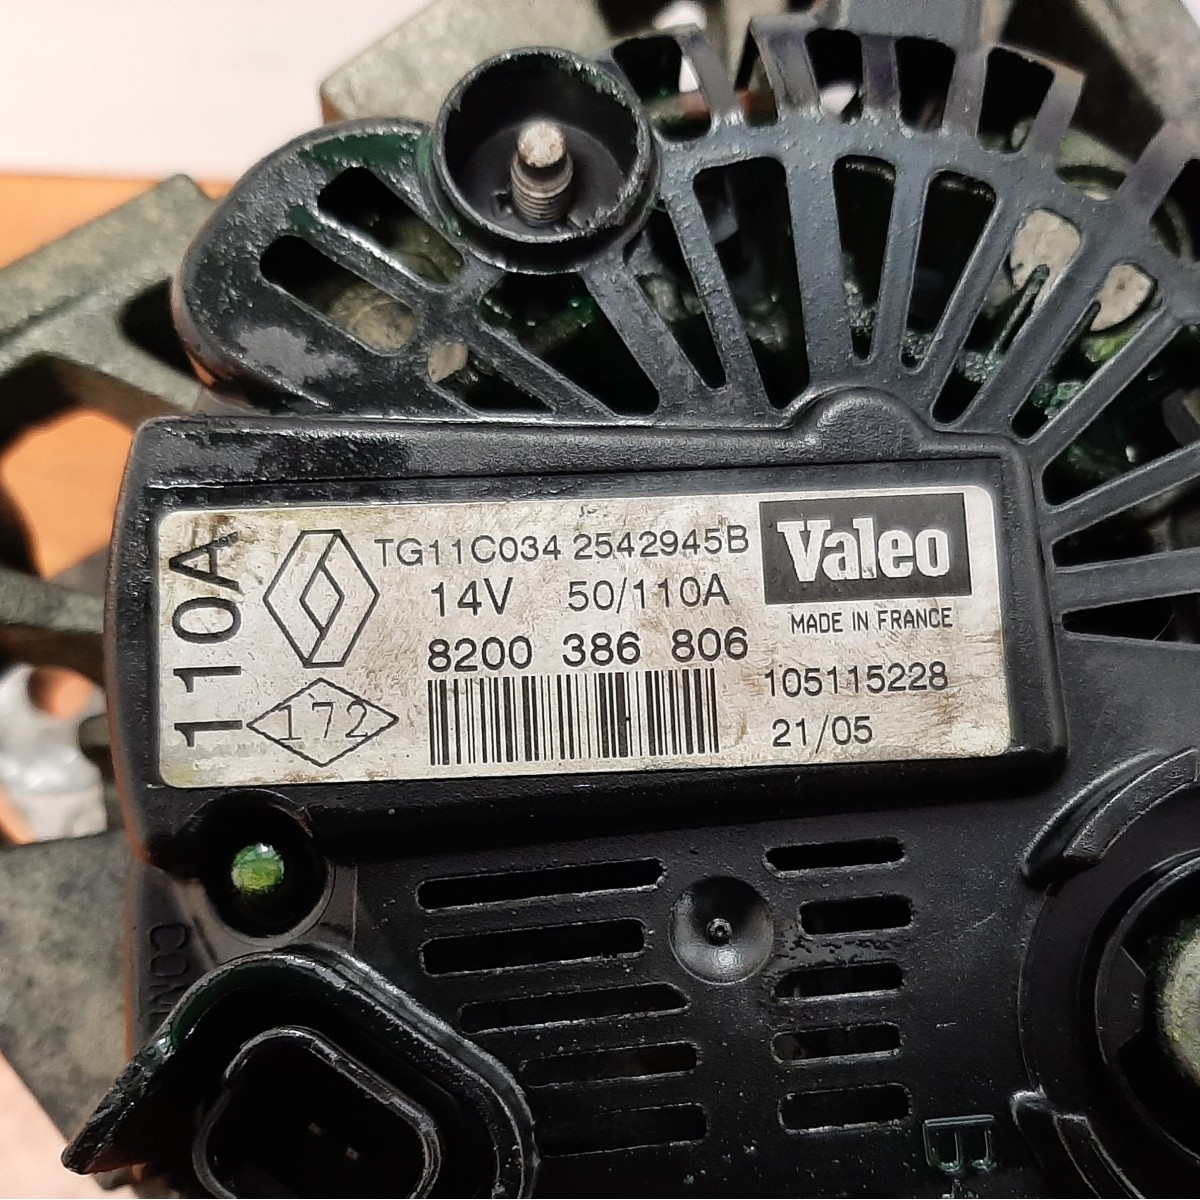 110A
TG11C034 2542945B
14V 50/110A
8200 386 806
172
Valeo
MADE IN FRANCE
105115228
21/05